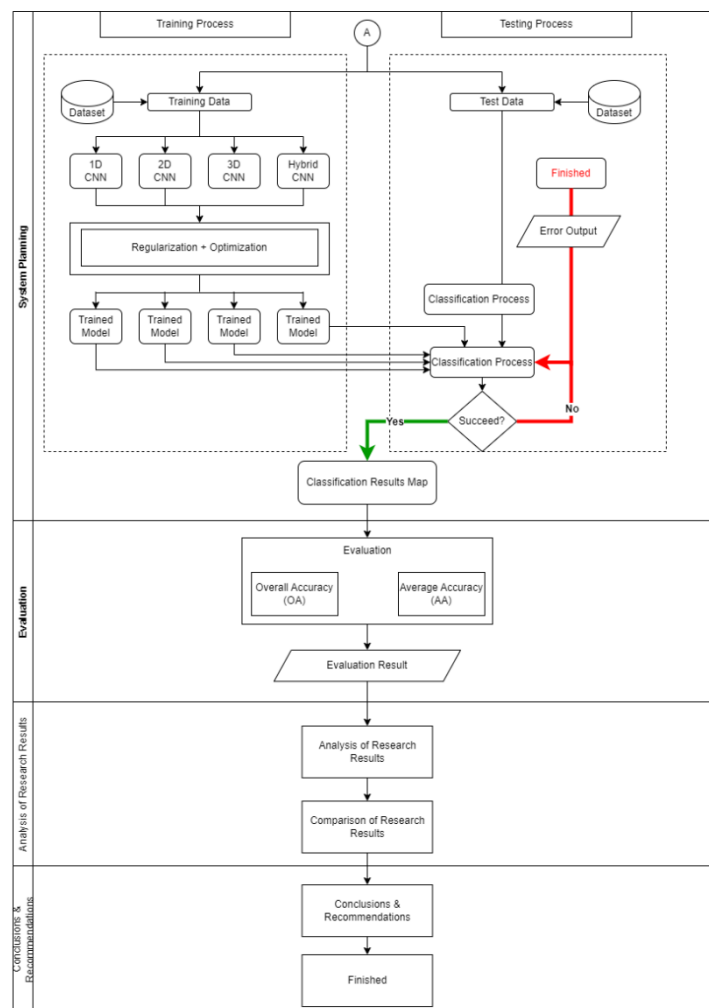 Training Process
Testing Process
A
System Planning
Dataset
Training Data
Test Data
Dataset
1D
CNN
2D
CNN
3D
CNN
Hybrid
CNN
Finished
Error Output
Regularization + Optimization
Classification Process
Trained
Model
Trained
Model
Trained
Model
Trained
Model
Classification Process
Succeed?
Yes
No
Classification Results Map
Evaluation
Evaluation
Overall Accuracy
(OA)
Average Accuracy
(AA)
Evaluation Result
Analysis of Research Results
Analysis of Research
Results
Comparison of Research
Results
Conclusions &
Recommendations
Conclusions &
Recommendations
Finished